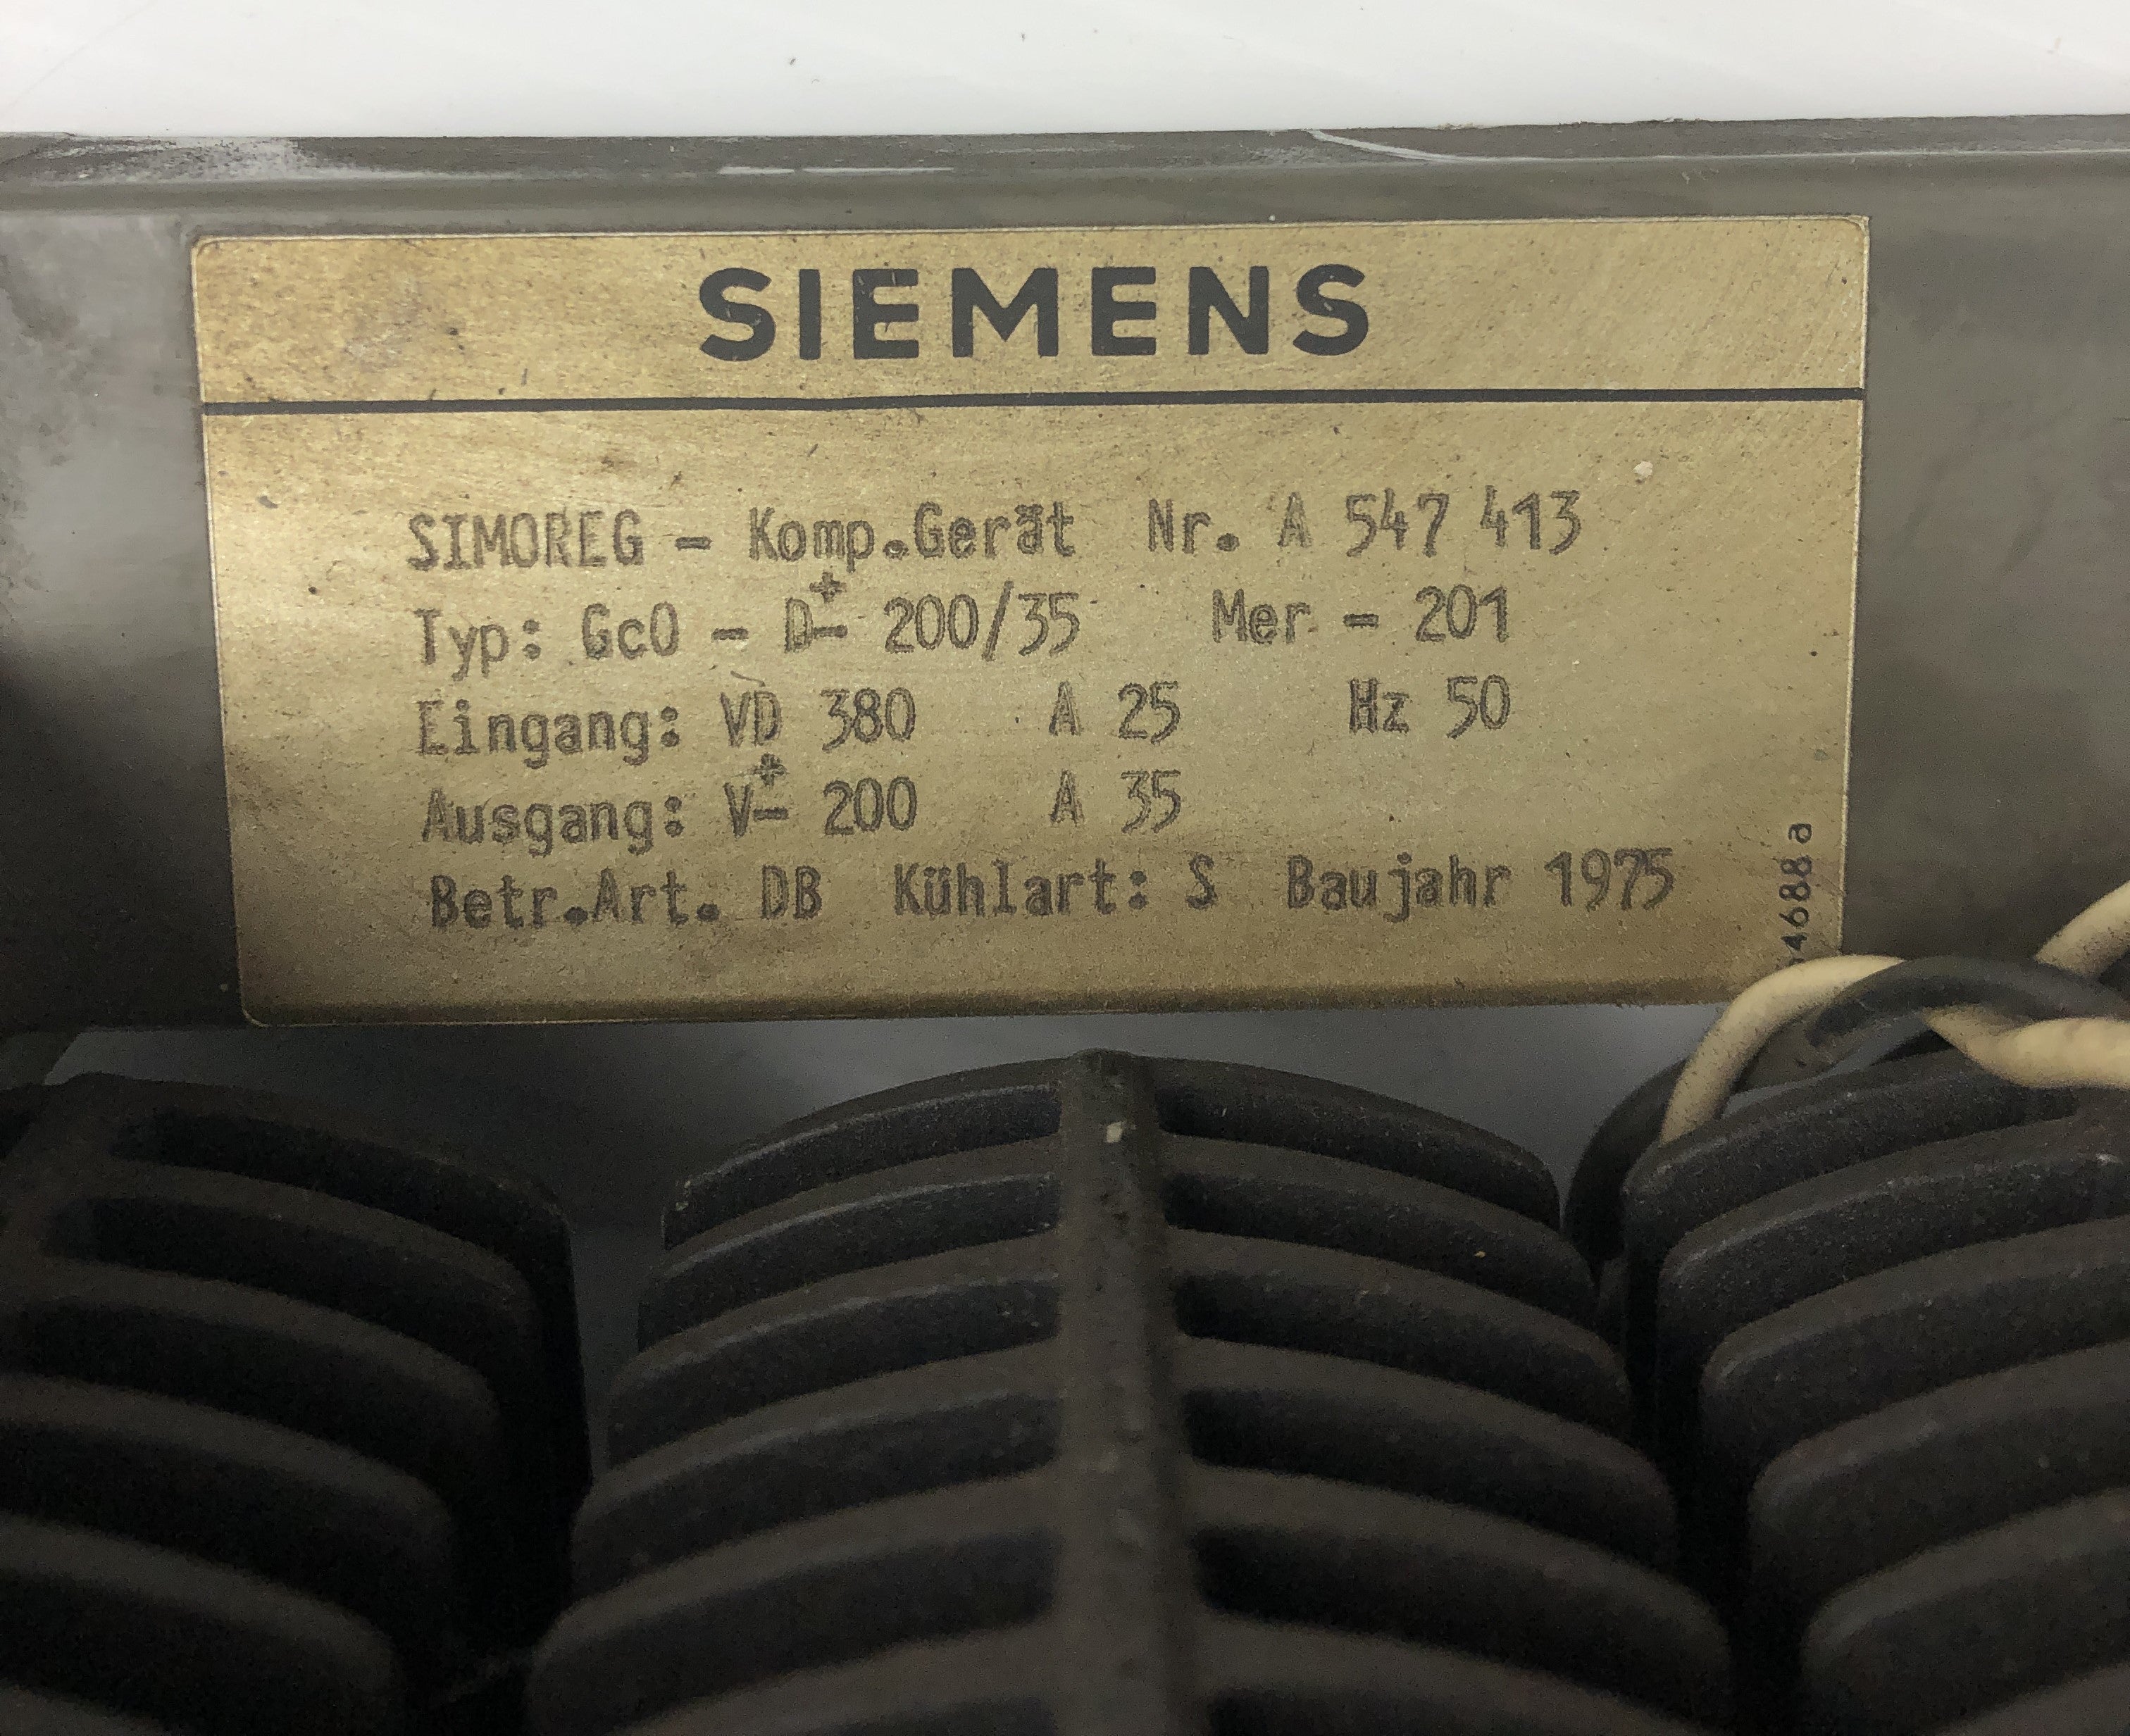 SIEMENS
SIMOREG - Komp.Gerät Nr. A 547 413
Typ: GcO - D± 200/35 Mer - 201
Eingang: VD 380 A 25 Hz 50
Ausgang: V± 200 A 35
Betr.Art. DB Kühlart: S Baujahr 1975